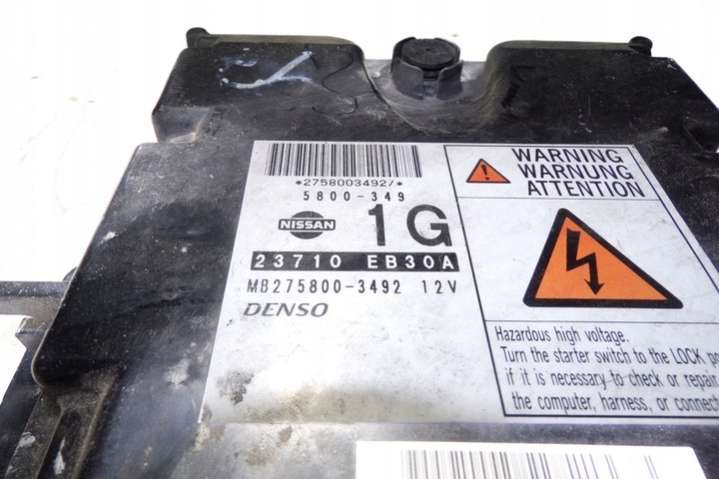 *2758003492/*
5800-349
NISSAN
1G
23710 EB30A
MB275800-3492 12V
DENSO
WARNING
WARNUNG
ATTENTION
Hazardous high voltage.
Turn the starter switch to the LOCK
if it is necessary to check or repair
the computer, harness, or